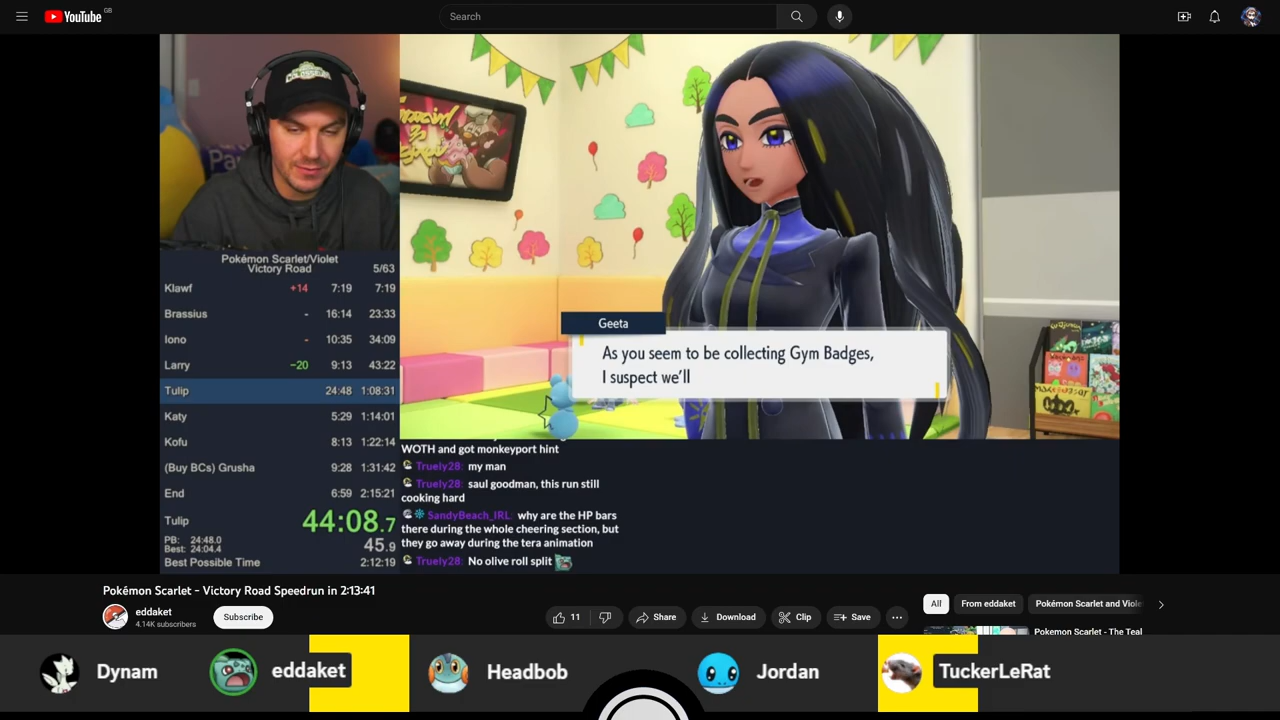 YouTube GB
Search
COLOSSEUM
Pa
Pokémon Scarlet/Violet
Victory Road 5/63
Klawf +14 7:19 7:19
Brassius - 16:14 23:33
Iono - 10:35 34:09
Larry -20 9:13 43:22
Tulip 24:48 1:08:31
Katy 5:29 1:14:01
Kofu 8:13 1:22:14
(Buy BCs) Grusha 9:28 1:31:42
End 6:59 2:15:21
Tulip 44:08.7
PB: 24:48.0
Best: 24:04.4 45.9
Best Possible Time 2:12:19
Geeta
As you seem to be collecting Gym Badges,
I suspect we'll
WOTH and got monkeyport hint
Truely28: my man
Truely28: saul goodman, this run still
cooking hard
SandyBeach_IRL: why are the HP bars
there during the whole cheering section, but
they go away during the tera animation
Truely28: No olive roll split
Pokémon Scarlet - Victory Road Speedrun in 2:13:41
eddaket
4.14K subscribers
Subscribe
11
Share
Download
Clip
Save
All
From eddaket
Pokémon Scarlet and Viole
Pokemon Scarlet - The Teal
Dynam
eddaket
Headbob
Jordan
TuckerLeRat